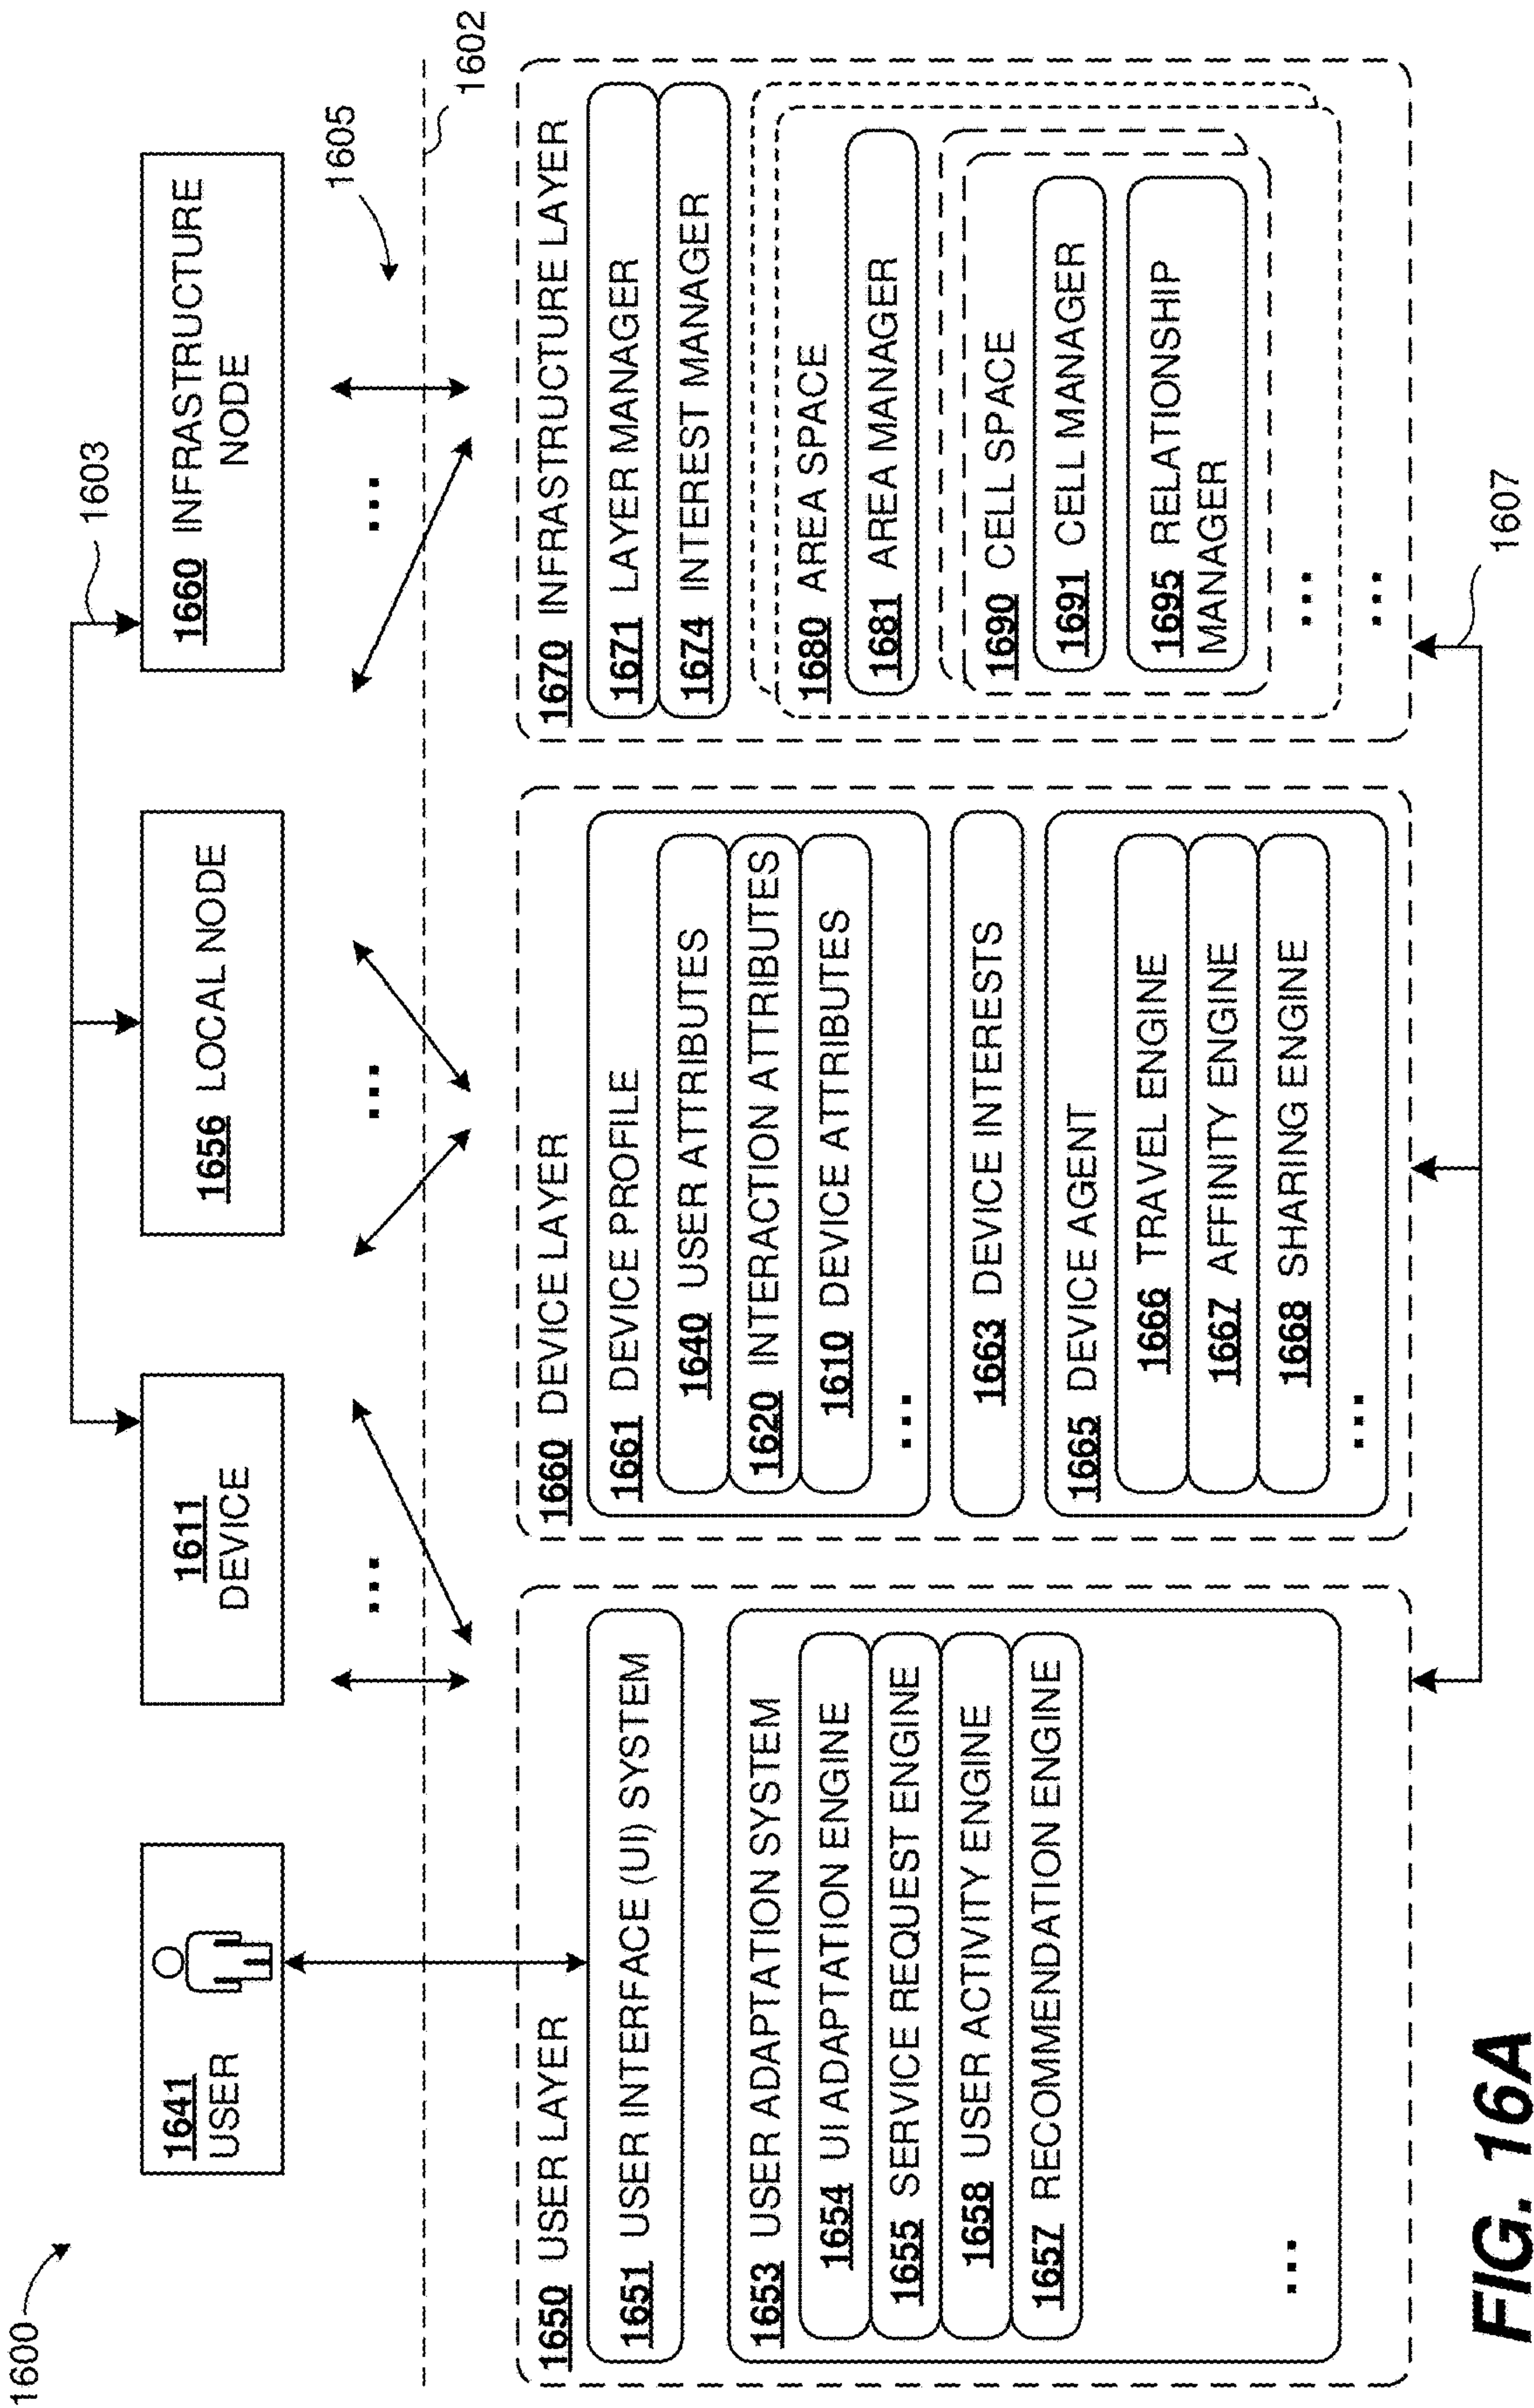 1600
1603
1641
USER
1611
DEVICE
1656 LOCAL NODE
1660 INFRASTRUCTURE
NODE
...
...
...
1605
1602
1650 USER LAYER
1651 USER INTERFACE (UI) SYSTEM
1653 USER ADAPTATION SYSTEM
1654 UI ADAPTATION ENGINE
1655 SERVICE REQUEST ENGINE
1658 USER ACTIVITY ENGINE
1657 RECOMMENDATION ENGINE
...
1660 DEVICE LAYER
1661 DEVICE PROFILE
1640 USER ATTRIBUTES
1620 INTERACTION ATTRIBUTES
1610 DEVICE ATTRIBUTES
...
1663 DEVICE INTERESTS
1665 DEVICE AGENT
1666 TRAVEL ENGINE
1667 AFFINITY ENGINE
1668 SHARING ENGINE
...
1670 INFRASTRUCTURE LAYER
1671 LAYER MANAGER
1674 INTEREST MANAGER
1680 AREA SPACE
1681 AREA MANAGER
1690 CELL SPACE
1691 CELL MANAGER
1695 RELATIONSHIP
MANAGER
...
...
1607
FIG. 16A